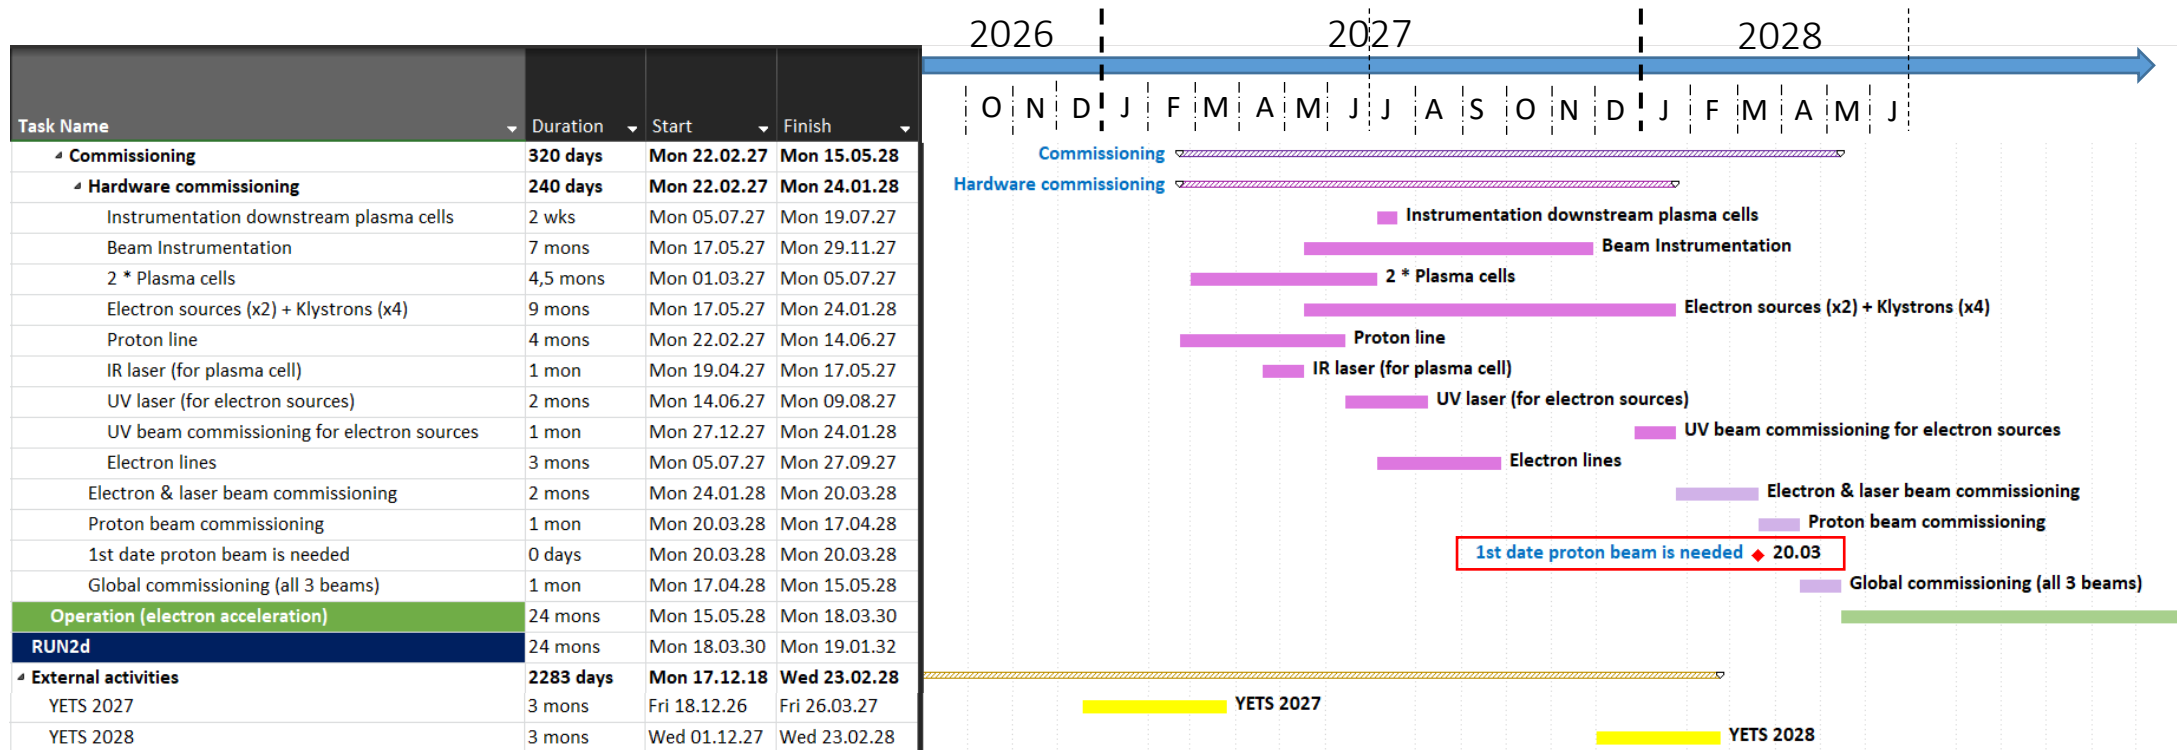 2026 2027 2028
O N D J F M A M J J A S O N D J F M A M J
Task Name Duration Start Finish
Commissioning 320 days Mon 22.02.27 Mon 15.05.28 Commissioning
Hardware commissioning 240 days Mon 22.02.27 Mon 24.01.28 Hardware commissioning
Instrumentation downstream plasma cells 2 wks Mon 05.07.27 Mon 19.07.27 Instrumentation downstream plasma cells
Beam Instrumentation 7 mons Mon 17.05.27 Mon 29.11.27 Beam Instrumentation
2 * Plasma cells 4,5 mons Mon 01.03.27 Mon 05.07.27 2 * Plasma cells
Electron sources (x2) + Klystrons (x4) 9 mons Mon 17.05.27 Mon 24.01.28 Electron sources (x2) + Klystrons (x4)
Proton line 4 mons Mon 22.02.27 Mon 14.06.27 Proton line
IR laser (for plasma cell) 1 mon Mon 19.04.27 Mon 17.05.27 IR laser (for plasma cell)
UV laser (for electron sources) 2 mons Mon 14.06.27 Mon 09.08.27 UV laser (for electron sources)
UV beam commissioning for electron sources 1 mon Mon 27.12.27 Mon 24.01.28 UV beam commissioning for electron sources
Electron lines 3 mons Mon 05.07.27 Mon 27.09.27 Electron lines
Electron & laser beam commissioning 2 mons Mon 24.01.28 Mon 20.03.28 Electron & laser beam commissioning
Proton beam commissioning 1 mon Mon 20.03.28 Mon 17.04.28 Proton beam commissioning
1st date proton beam is needed 0 days Mon 20.03.28 Mon 20.03.28 1st date proton beam is needed 20.03
Global commissioning (all 3 beams) 1 mon Mon 17.04.28 Mon 15.05.28 Global commissioning (all 3 beams)
Operation (electron acceleration) 24 mons Mon 15.05.28 Mon 18.03.30
RUN2d 24 mons Mon 18.03.30 Mon 19.01.32
External activities 2283 days Mon 17.12.18 Wed 23.02.28
YETS 2027 3 mons Fri 18.12.26 Fri 26.03.27 YETS 2027
YETS 2028 3 mons Wed 01.12.27 Wed 23.02.28 YETS 2028